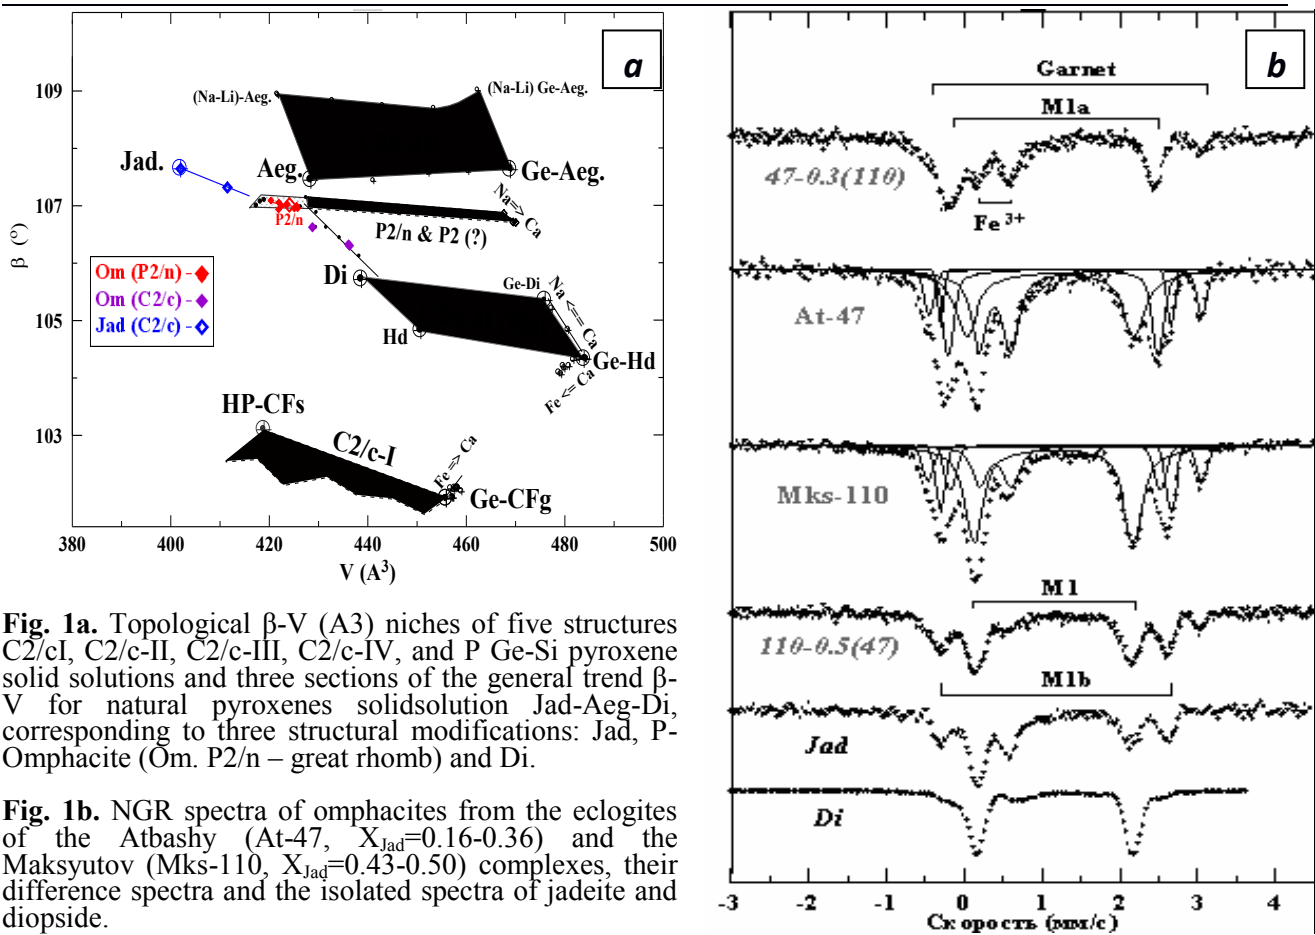 a
109
107
105
103
β (°)
(Na-Li)-Aeg.
(Na-Li) Ge-Aeg.
Jad.
Aeg.
Ge-Aeg.
P2/n
Na=> Ca
P2/n & P2 (?)
Om (P2/n) -
Om (C2/c) -
Jad (C2/c) -
Di
Ge-Di
Na <== Ca
Hd
Ge-Hd
Fe <= Ca
HP-CFs
C2/c-I
Fe => Ca
Ge-CFg
380 400 420 440 460 480 500
V (A3)
Fig. 1a. Topological β-V (A3) niches of five structures
C2/cI, C2/c-II, C2/c-III, C2/c-IV, and P Ge-Si pyroxene
solid solutions and three sections of the general trend β-
V for natural pyroxenes solidsolution Jad-Aeg-Di,
corresponding to three structural modifications: Jad, P-
Omphacite (Om. P2/n – great rhomb) and Di.
Fig. 1b. NGR spectra of omphacites from the eclogites
of the Atbashy (At-47, XJad=0.16-0.36) and the
Maksyutov (Mks-110, XJad=0.43-0.50) complexes, their
difference spectra and the isolated spectra of jadeite and
diopside.
b
Garnet
M1a
47-0.3(110)
Fe 3+
At-47
Mks-110
M1
110-0.5(47)
M1b
Jad
Di
-3 -2 -1 0 1 2 3 4
Скорость (мм/с)